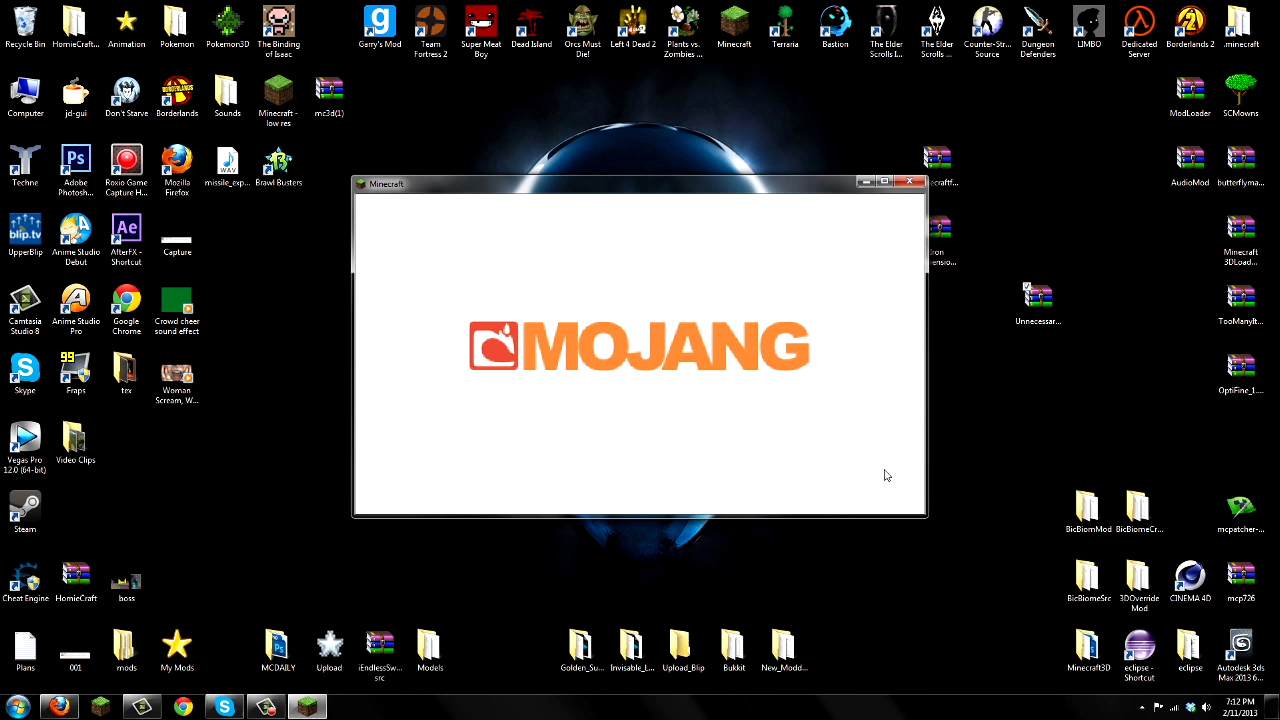 Recycle Bin
HomieCraft...
Animation
Pokemon
Pokemon3D
The Binding
of Isaac
Garry's Mod
Team
Fortress 2
Super Meat
Boy
Dead Island
Orcs Must
Die!
Left 4 Dead 2
Plants vs.
Zombies ...
Minecraft
Terraria
Bastion
The Elder
Scrolls I...
The Elder
Scrolls ...
Counter-Str...
Source
Dungeon
Defenders
LIMBO
Dedicated
Server
Borderlands 2
.minecraft
Computer
jd-gui
Don't Starve
Borderlands
Sounds
Minecraft
- low res
mc3d(1)
ModLoader
SCMowns
Techne
Adobe
Photosh...
Roxio Game
Capture H...
Mozilla
Firefox
WAV
missile_exp...
Brawl Busters
AudioMod
butterflyma...
Minecraft
MOJANG
blip.tv
UpperBlip
Anime Studio
Debut
Ae
AfterFX -
Shortcut
Capture
Minecraft
3DLoad...
Camtasia
Studio 8
Anime Studio
Pro
Google
Chrome
Crowd cheer
sound effect
Unnecessar...
TooManyIt...
Skype
99
Fraps
tex
Woman
Scream, W...
OptiFine_1....
Vegas Pro
12.0 (64-bit)
Video Clips
Steam
BicBiomMod
BicBiomeCr...
mcpatcher-...
Cheat Engine
HomieCraft
boss
BicBiomeSrc
3DOverride
Mod
CINEMA 4D
mcp726
Plans
001
mods
My Mods
MCDAILY
Upload
iEndlessSw...
src
Models
Golden_Su...
Invisable_L...
Upload_Blip
Bukkit
New_Modd...
Minecraft3D
eclipse -
Shortcut
eclipse
Autodesk 3ds
Max 2013 6...
7:12 PM
2/11/2013